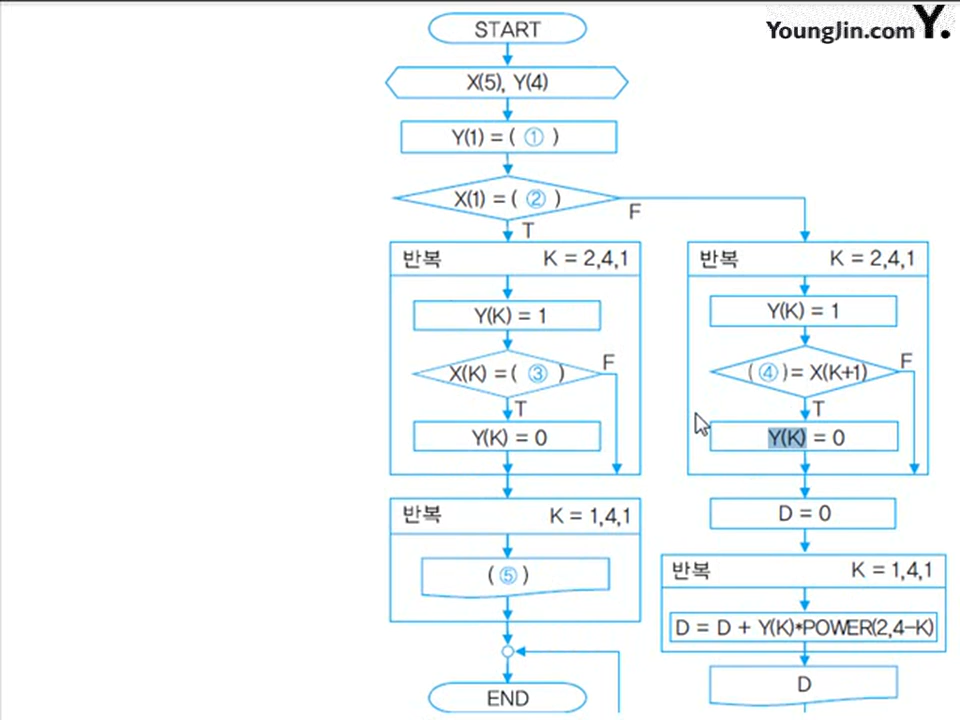 YoungJin.com Y.
START
X(5), Y(4)
Y(1) = ( ① )
X(1) = ( ② )
F
T
반복 K = 2,4,1
Y(K) = 1
X(K) = ( ③ )
F
T
Y(K) = 0
반복 K = 1,4,1
( ⑤ )
END
반복 K = 2,4,1
Y(K) = 1
( ④ )= X(K+1)
F
T
Y(K) = 0
D = 0
반복 K = 1,4,1
D = D + Y(K)*POWER(2,4-K)
D